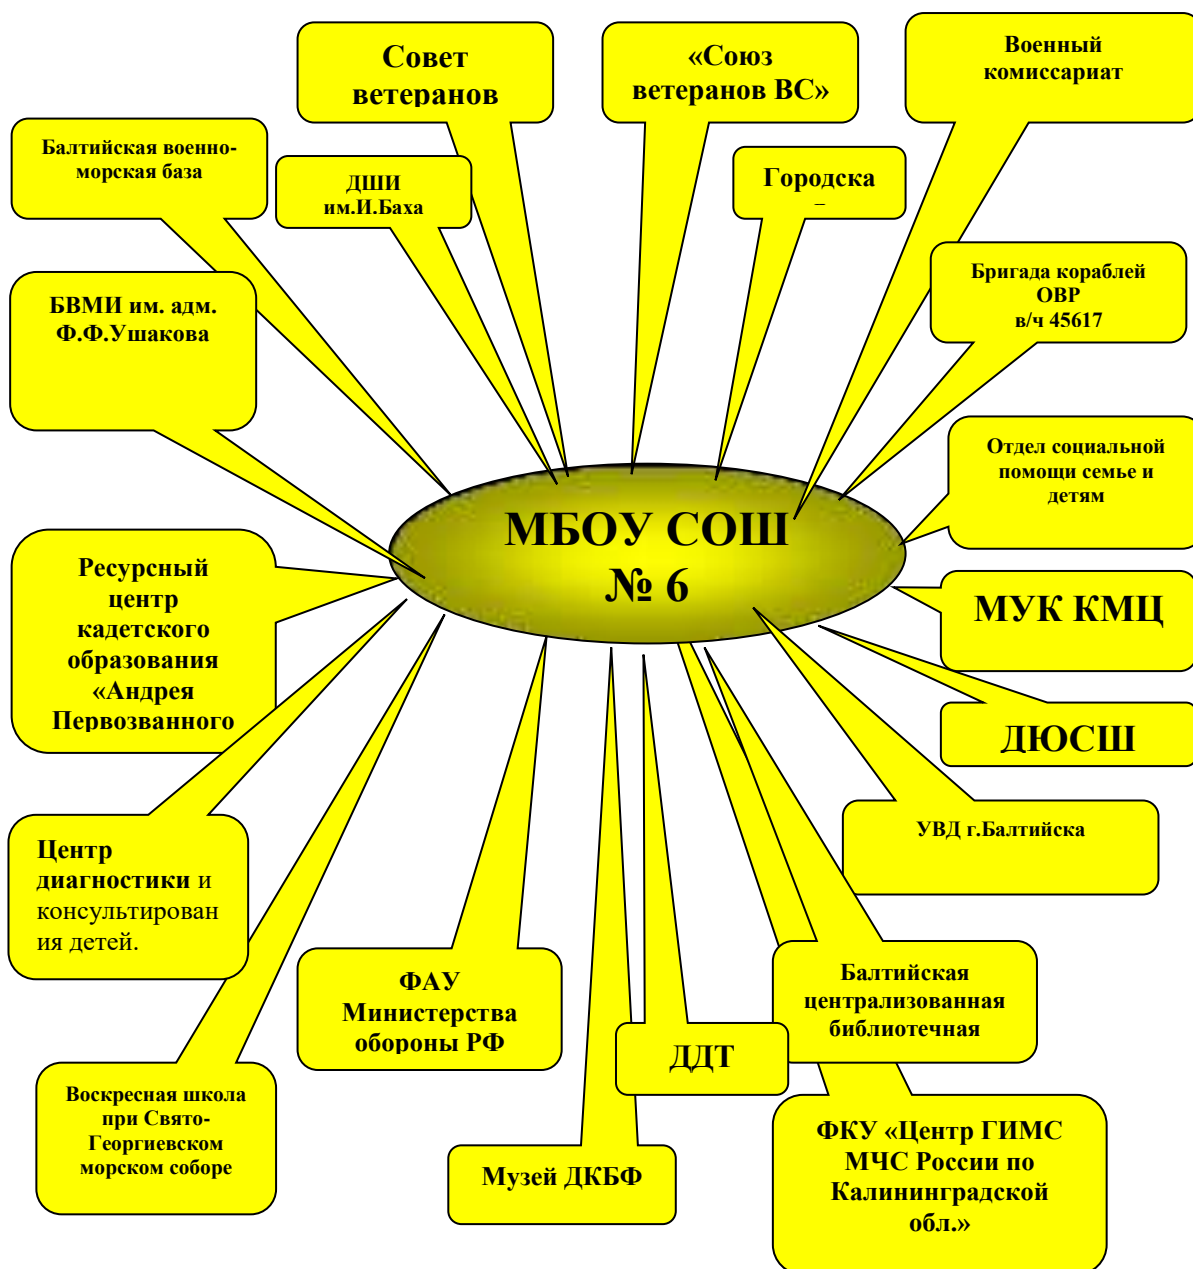 Совет
ветеранов
«Союз
ветеранов ВС»
Военный
комиссариат
Балтийская военно-
морская база
ДШИ
им.И.Баха
Городска
БВМИ им. адм.
Ф.Ф.Ушакова
Бригада кораблей
ОВР
в/ч 45617
Отдел социальной
помощи семье и
детям
МБОУ СОШ
№ 6
Ресурсный
центр
кадетского
образования
«Андрея
Первозванного
МУК КМЦ
ДЮСШ
УВД г.Балтийска
Центр
диагностики и
консультирован
ия детей.
ФАУ
Министерства
обороны РФ
Балтийская
централизованная
библиотечная
ДДТ
Воскресная школа
при Свято-
Георгиевском
морском соборе
Музей ДКБФ
ФКУ «Центр ГИМС
МЧС России по
Калининградской
обл.»